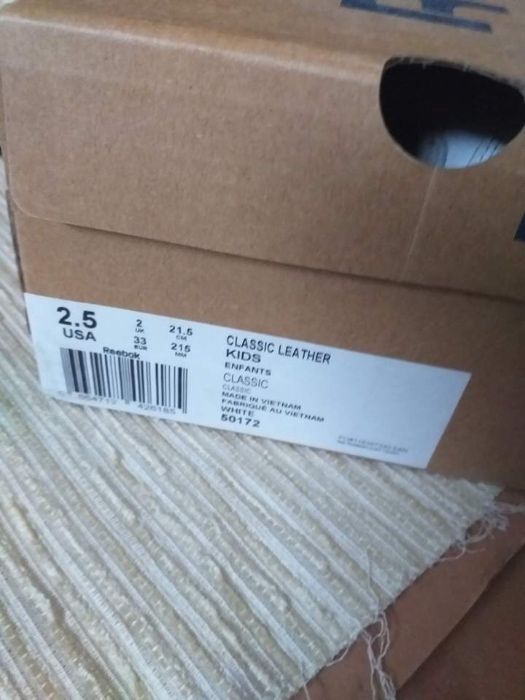 2.5
USA
2
UK
33
EUR
21.5
CM
215
MM
Reebok
CLASSIC LEATHER
KIDS
ENFANTS
CLASSIC
CLASSIC
MADE IN VIETNAM
FABRIQUÉ AU VIETNAM
WHITE
50172